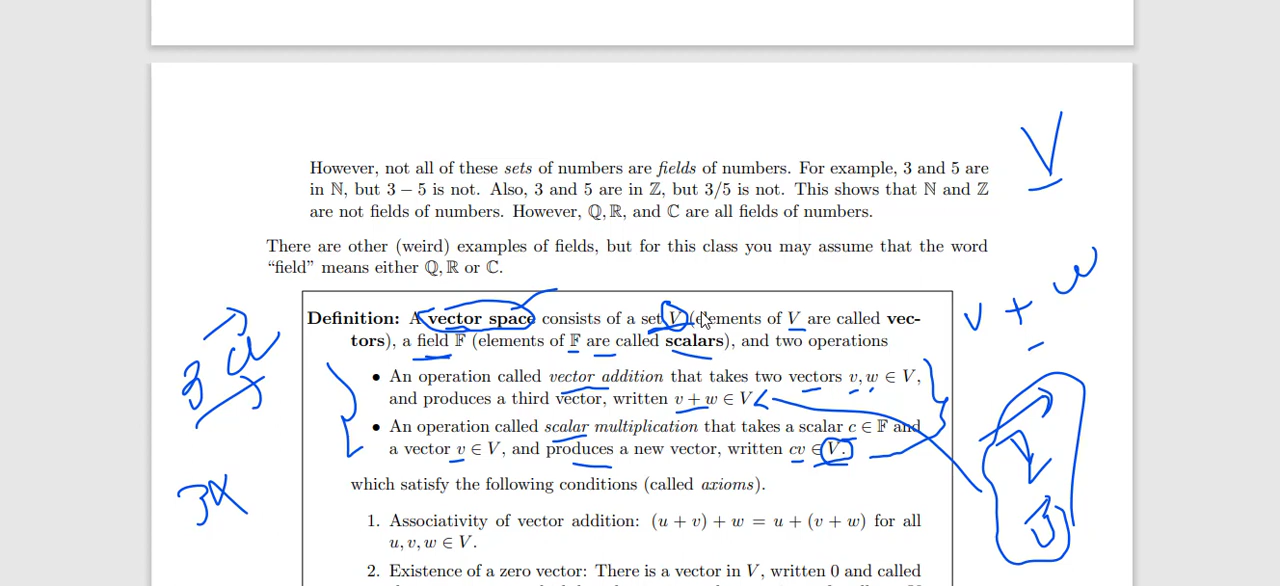 However, not all of these sets of numbers are fields of numbers. For example, 3 and 5 are
in ℕ, but 3 − 5 is not. Also, 3 and 5 are in ℤ, but 3/5 is not. This shows that ℕ and ℤ
are not fields of numbers. However, ℚ, ℝ, and ℂ are all fields of numbers.
V
There are other (weird) examples of fields, but for this class you may assume that the word
“field” means either ℚ, ℝ or ℂ.
v + w
Definition: A vector space consists of a set V (elements of V are called vec-
tors), a field 𝔽 (elements of 𝔽 are called scalars), and two operations
• An operation called vector addition that takes two vectors v, w ∈ V,
and produces a third vector, written v + w ∈ V
• An operation called scalar multiplication that takes a scalar c ∈ 𝔽 and
a vector v ∈ V, and produces a new vector, written cv ∈ V.
which satisfy the following conditions (called axioms).
1. Associativity of vector addition: (u + v) + w = u + (v + w) for all
u, v, w ∈ V.
2. Existence of a zero vector: There is a vector in V, written 0 and called